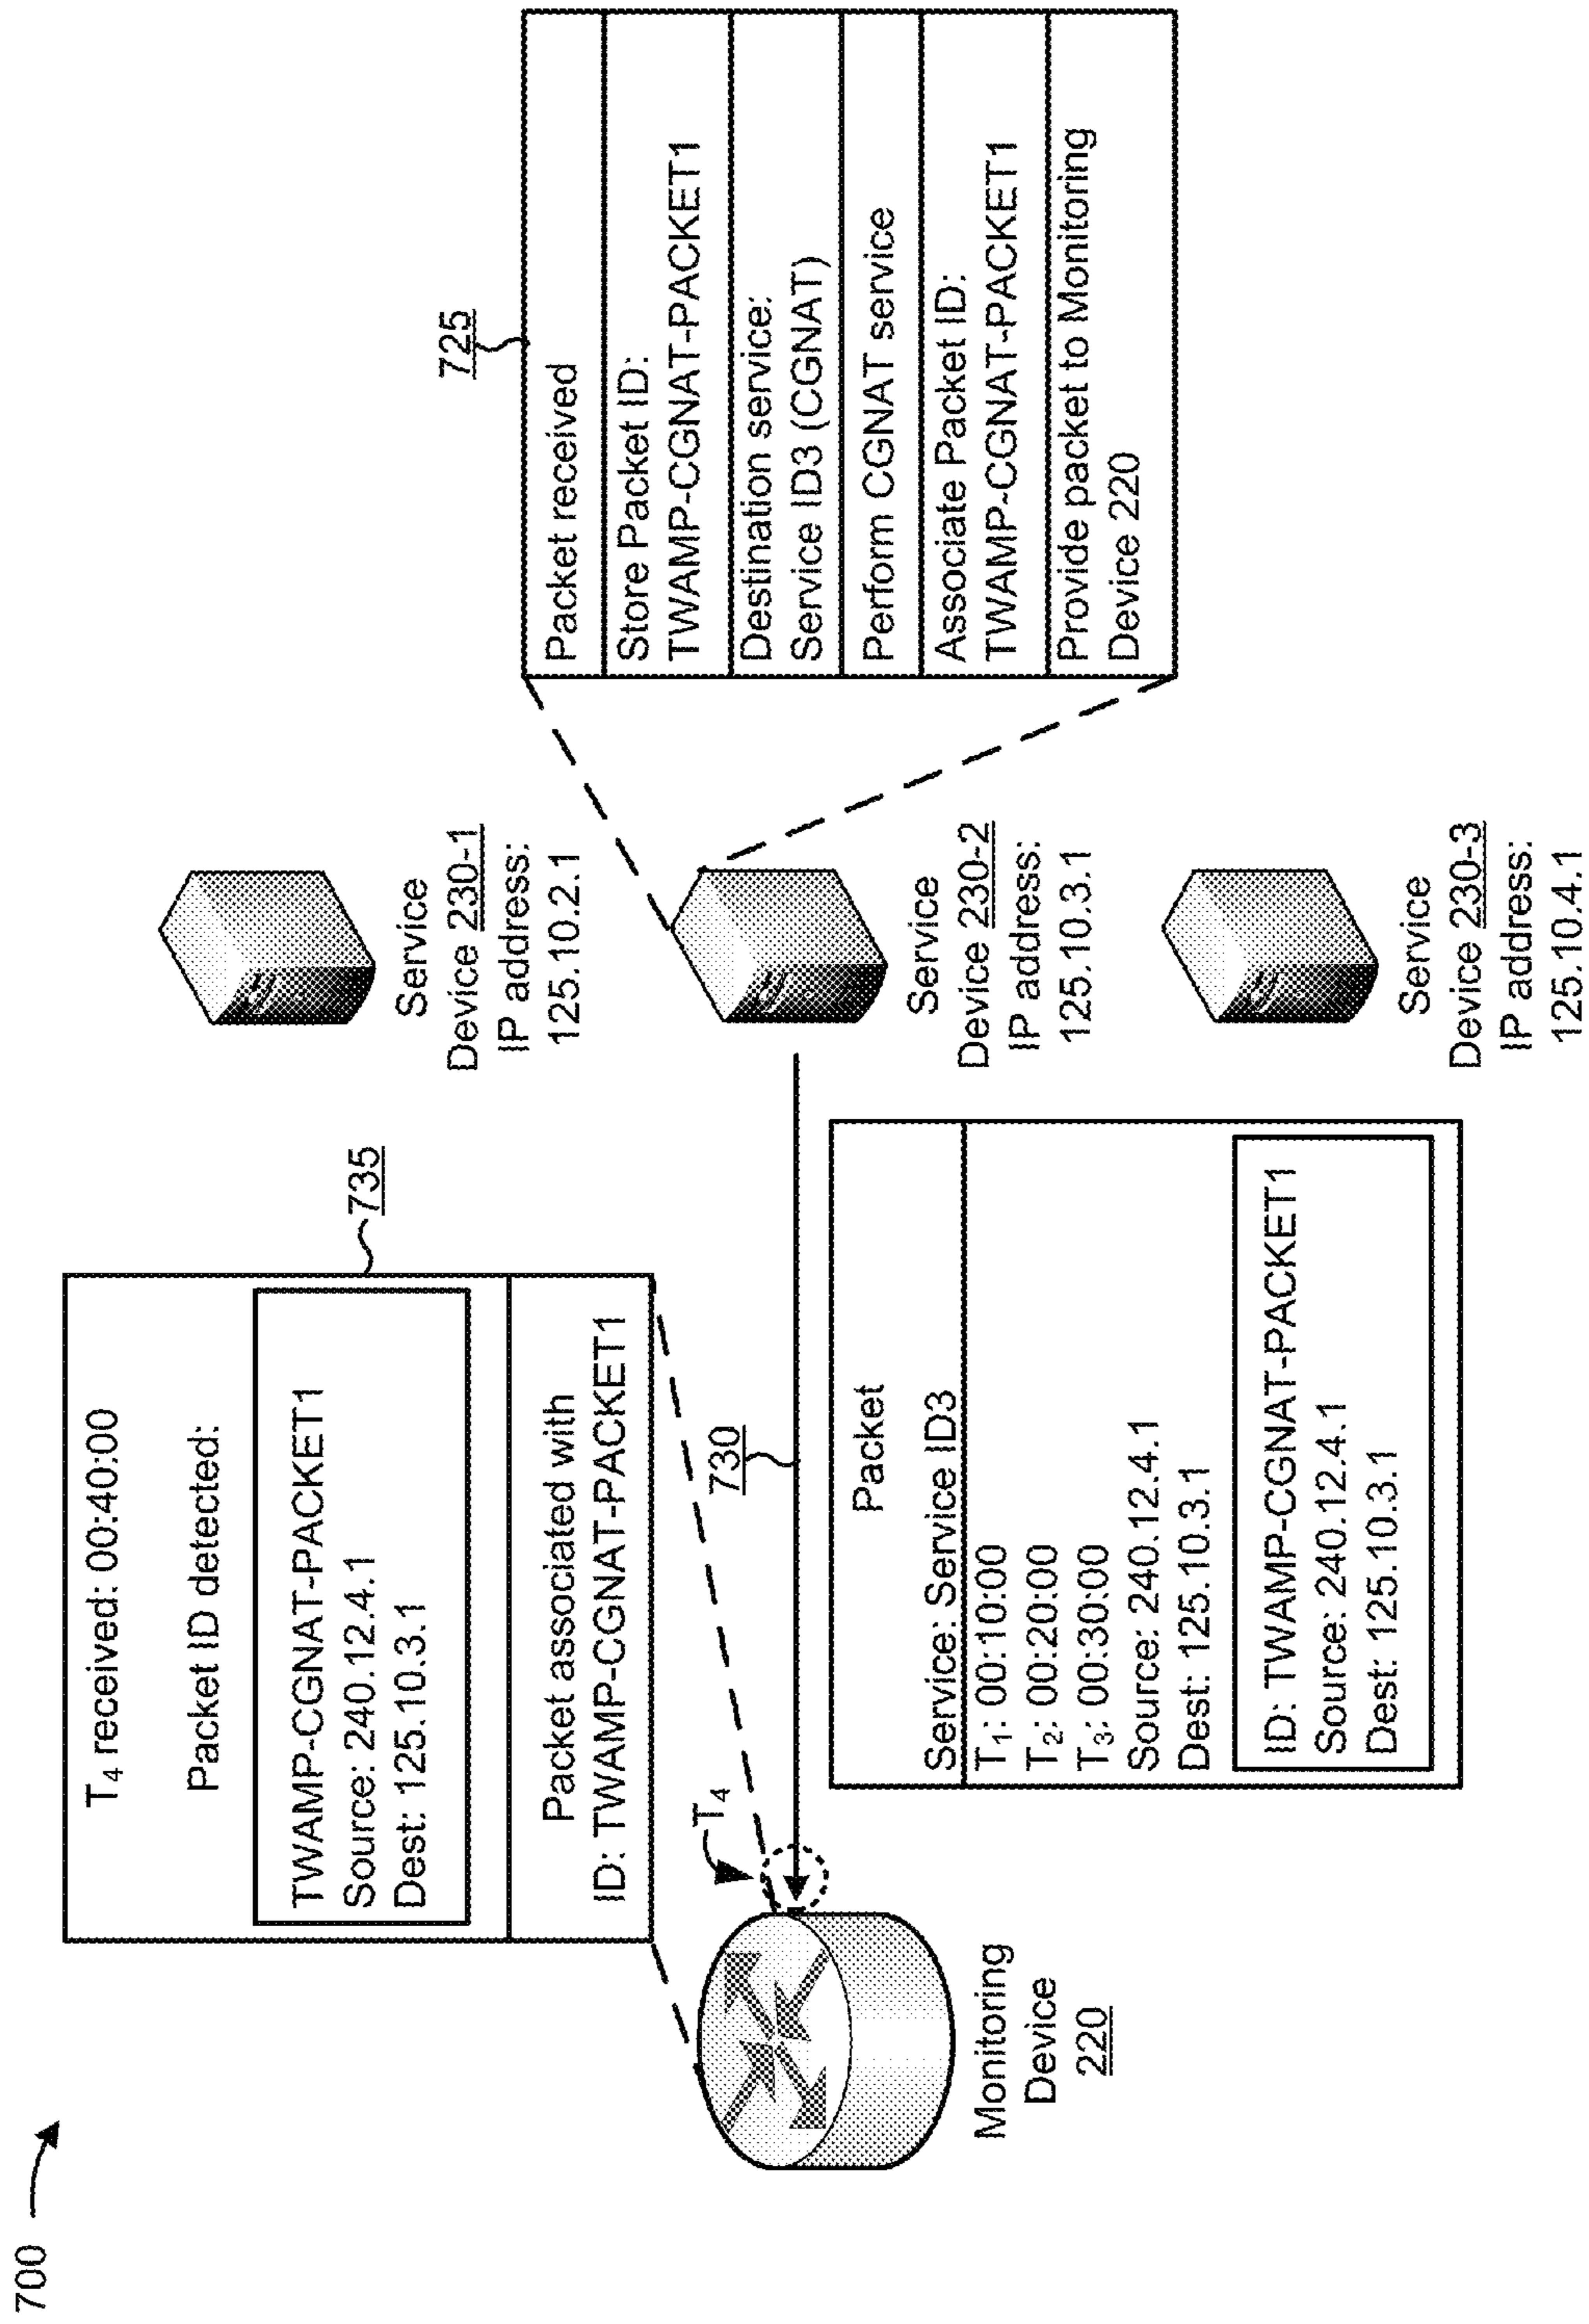 700
T4 received: 00:40:00
Packet ID detected:
TWAMP-CGNAT-PACKET1
Source: 240.12.4.1
Dest: 125.10.3.1
Packet associated with
ID: TWAMP-CGNAT-PACKET1
735
Monitoring
Device
220
T4
730
Packet
Service: Service ID3
T1: 00:10:00
T2: 00:20:00
T3: 00:30:00
Source: 240.12.4.1
Dest: 125.10.3.1
ID: TWAMP-CGNAT-PACKET1
Source: 240.12.4.1
Dest: 125.10.3.1
Service
Device 230-1
IP address:
125.10.2.1
Service
Device 230-2
IP address:
125.10.3.1
Service
Device 230-3
IP address:
125.10.4.1
725
Packet received
Store Packet ID:
TWAMP-CGNAT-PACKET1
Destination service:
Service ID3 (CGNAT)
Perform CGNAT service
Associate Packet ID:
TWAMP-CGNAT-PACKET1
Provide packet to Monitoring
Device 220